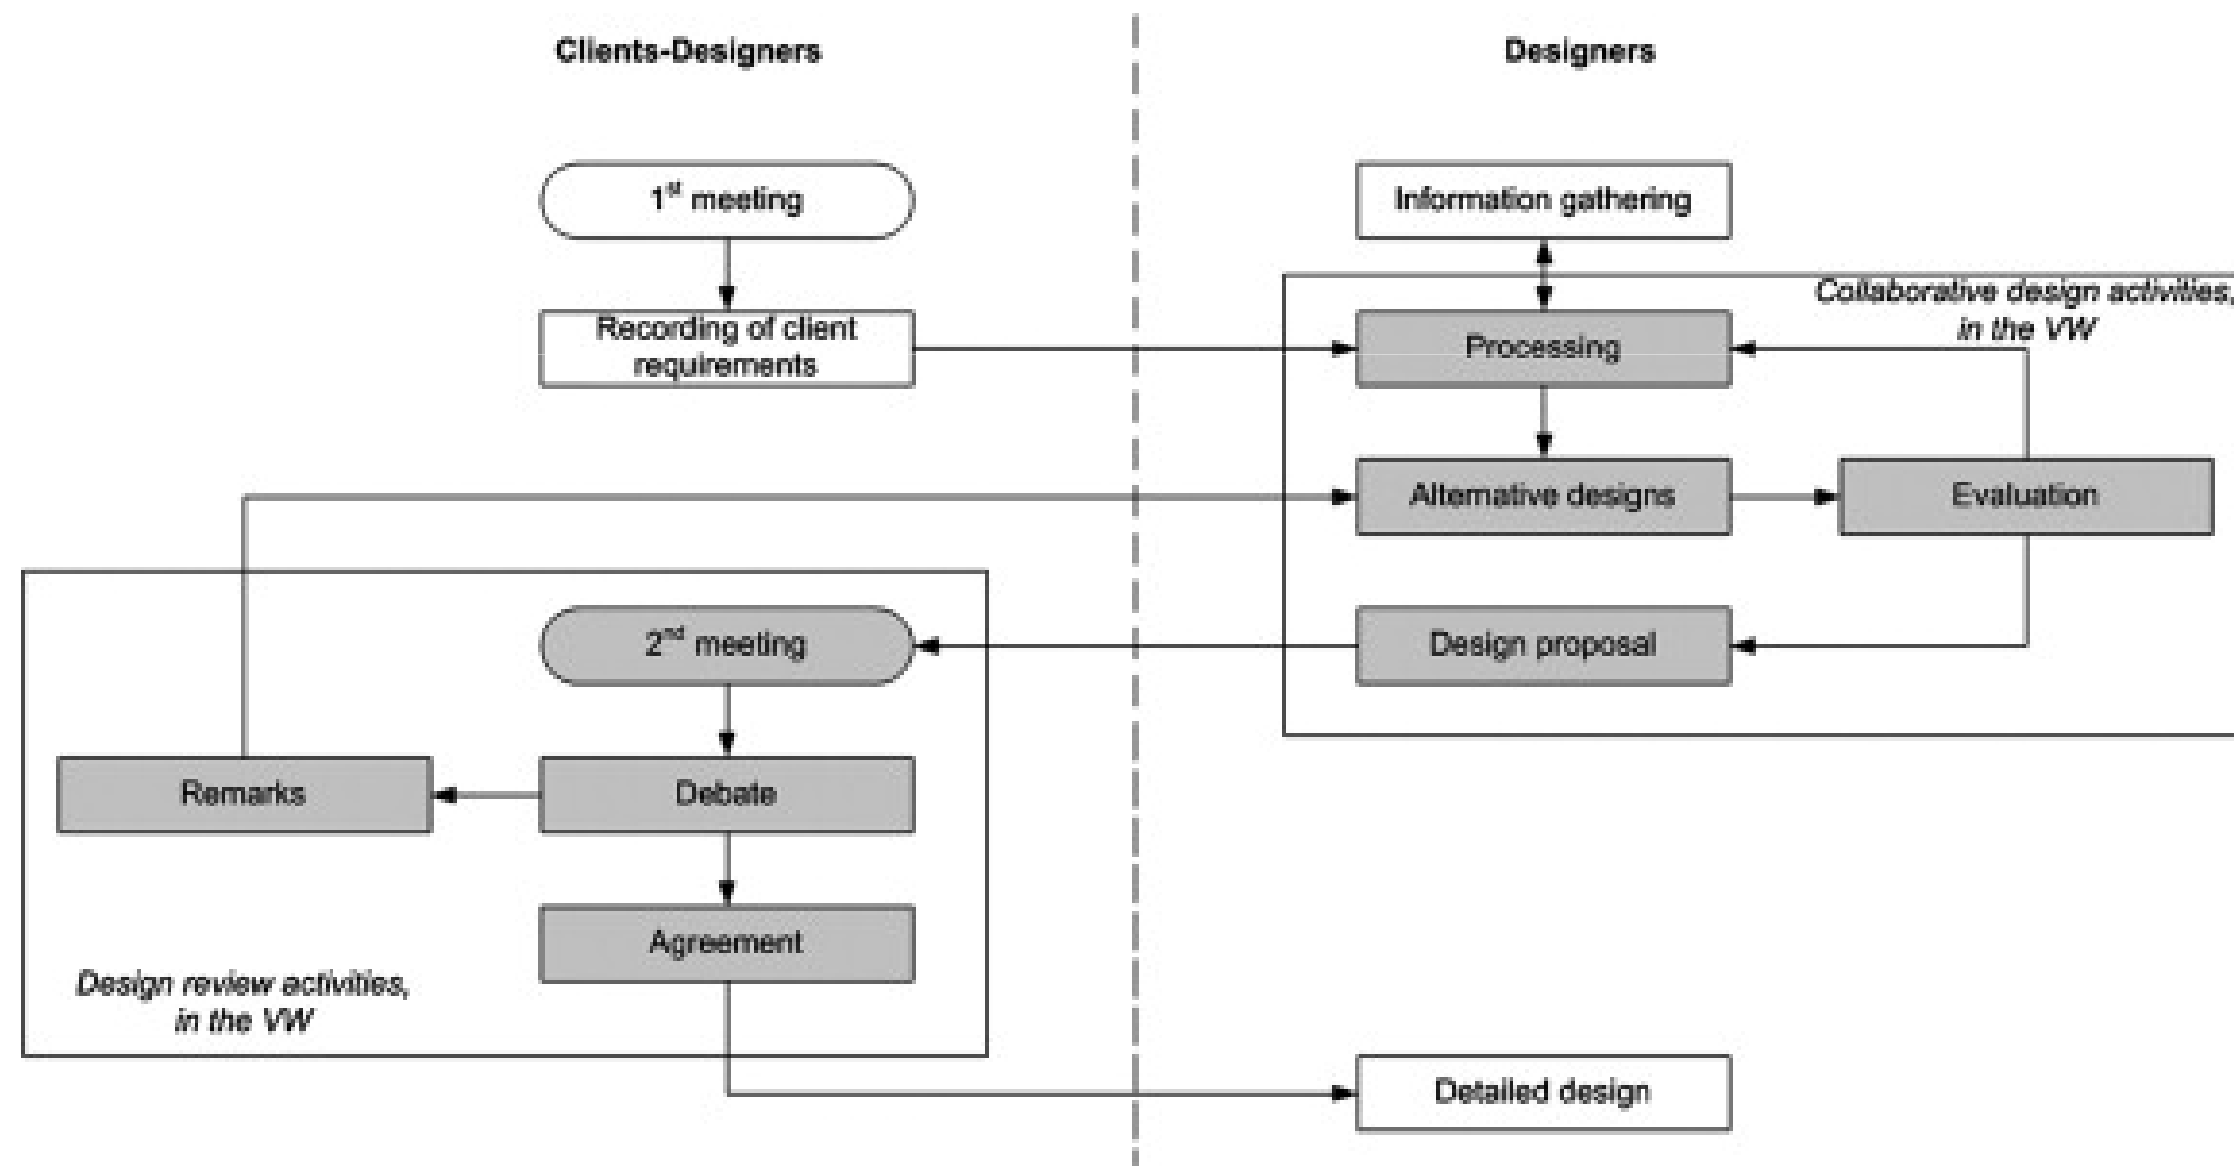 Clients-Designers
Designers
1st meeting
Information gathering
Recording of client
requirements
Collaborative design activities,
in the VW
Processing
Alternative designs
Evaluation
2nd meeting
Design proposal
Remarks
Debate
Agreement
Design review activities,
in the VW
Detailed design